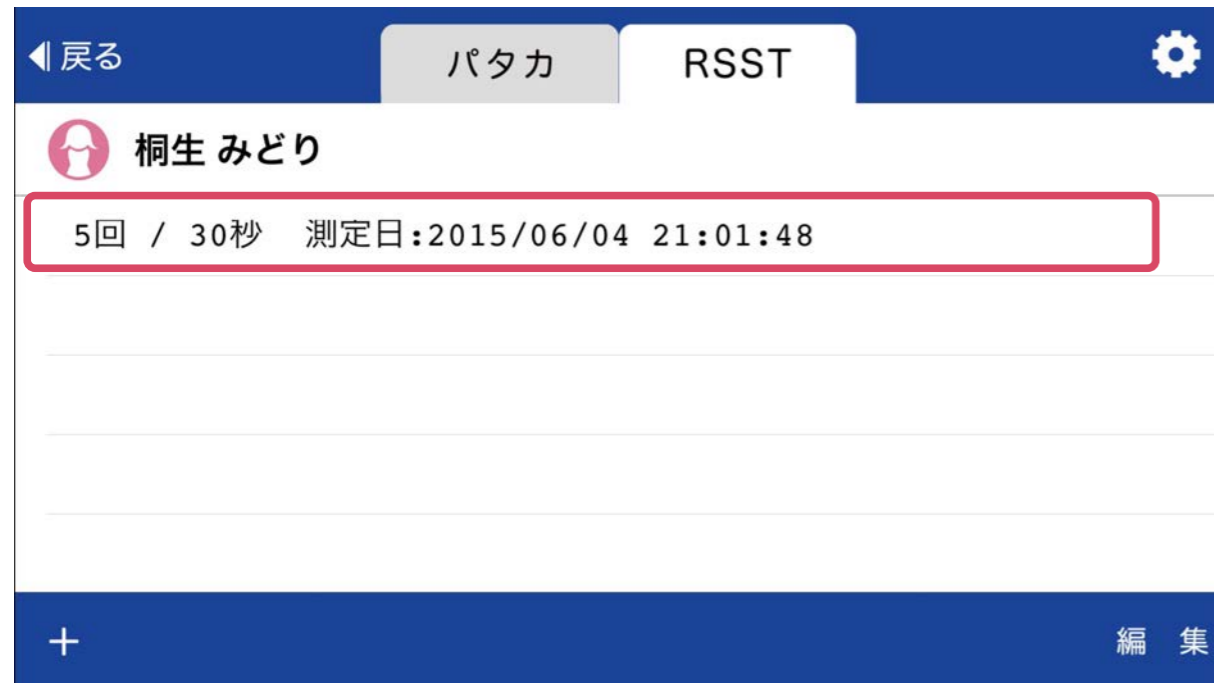 戻る
パタカ
RSST
桐生 みどり
5回 / 30秒 測定日:2015/06/04 21:01:48
+
編 集